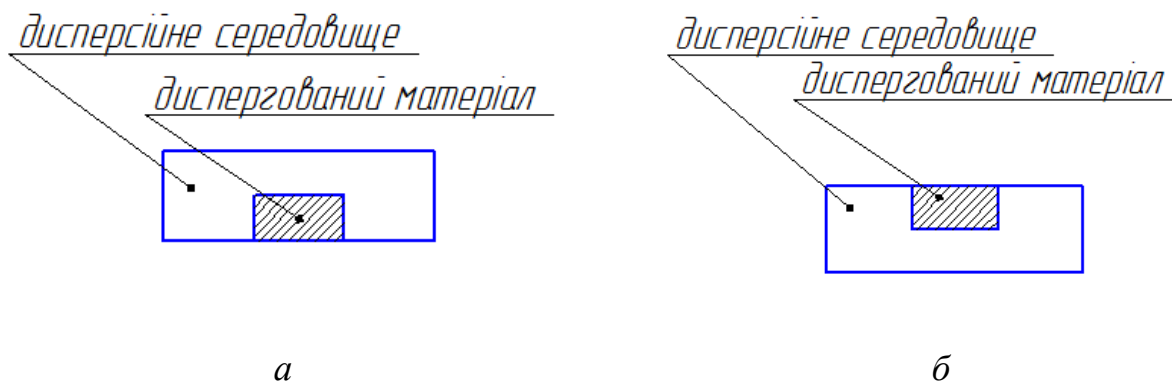 дисперсійне середовище
диспергований матеріал
а
дисперсійне середовище
диспергований матеріал
б